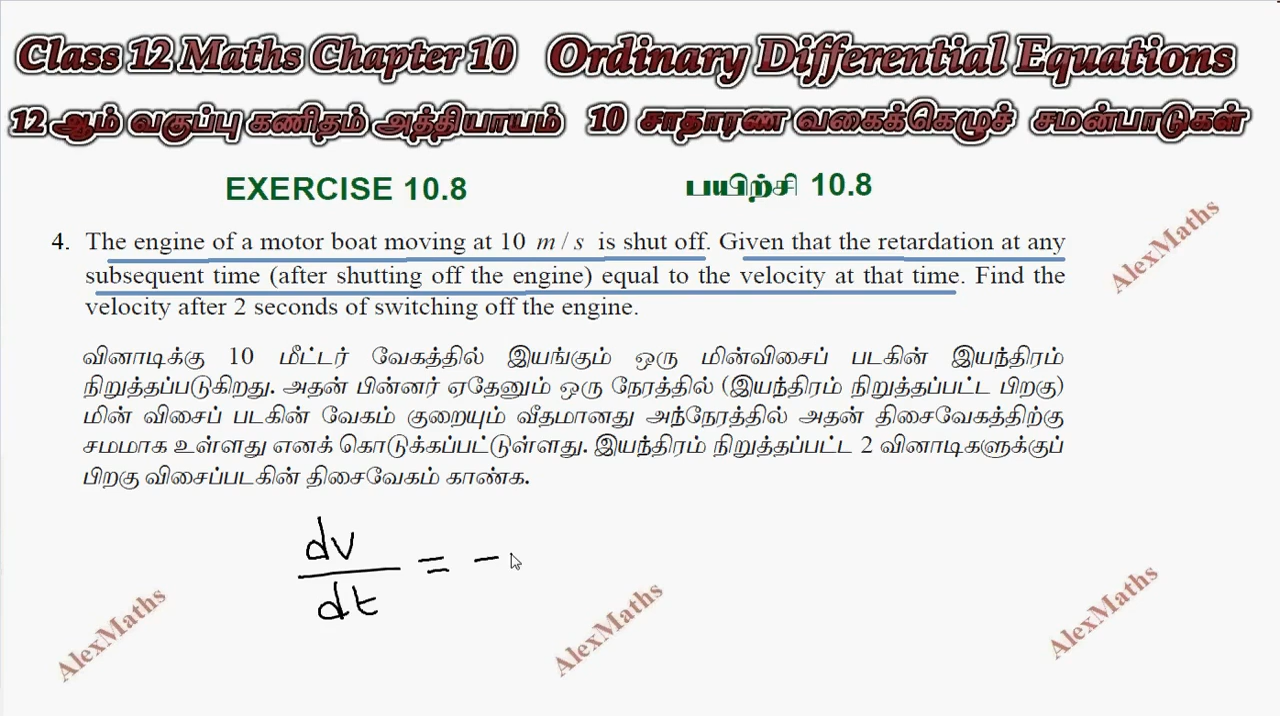 Class 12 Maths Chapter 10 Ordinary Differential Equations
12 ஆம் வகுப்பு கணிதம் அத்தியாயம் 10 சாதாரண வகைக்கெழுச் சமன்பாடுகள்
EXERCISE 10.8 பயிற்சி 10.8
4. The engine of a motor boat moving at 10 m / s is shut off. Given that the retardation at any
subsequent time (after shutting off the engine) equal to the velocity at that time. Find the
velocity after 2 seconds of switching off the engine.
வினாடிக்கு 10 மீட்டர் வேகத்தில் இயங்கும் ஒரு மின்விசைப் படகின் இயந்திரம்
நிறுத்தப்படுகிறது. அதன் பின்னர் ஏதேனும் ஒரு நேரத்தில் (இயந்திரம் நிறுத்தப்பட்ட பிறகு)
மின் விசைப் படகின் வேகம் குறையும் வீதமானது அந்நேரத்தில் அதன் திசைவேகத்திற்கு
சமமாக உள்ளது எனக் கொடுக்கப்பட்டுள்ளது. இயந்திரம் நிறுத்தப்பட்ட 2 வினாடிகளுக்குப்
பிறகு விசைப்படகின் திசைவேகம் காண்க.
dv
= -
dt
AlexMaths
AlexMaths
AlexMaths
AlexMaths